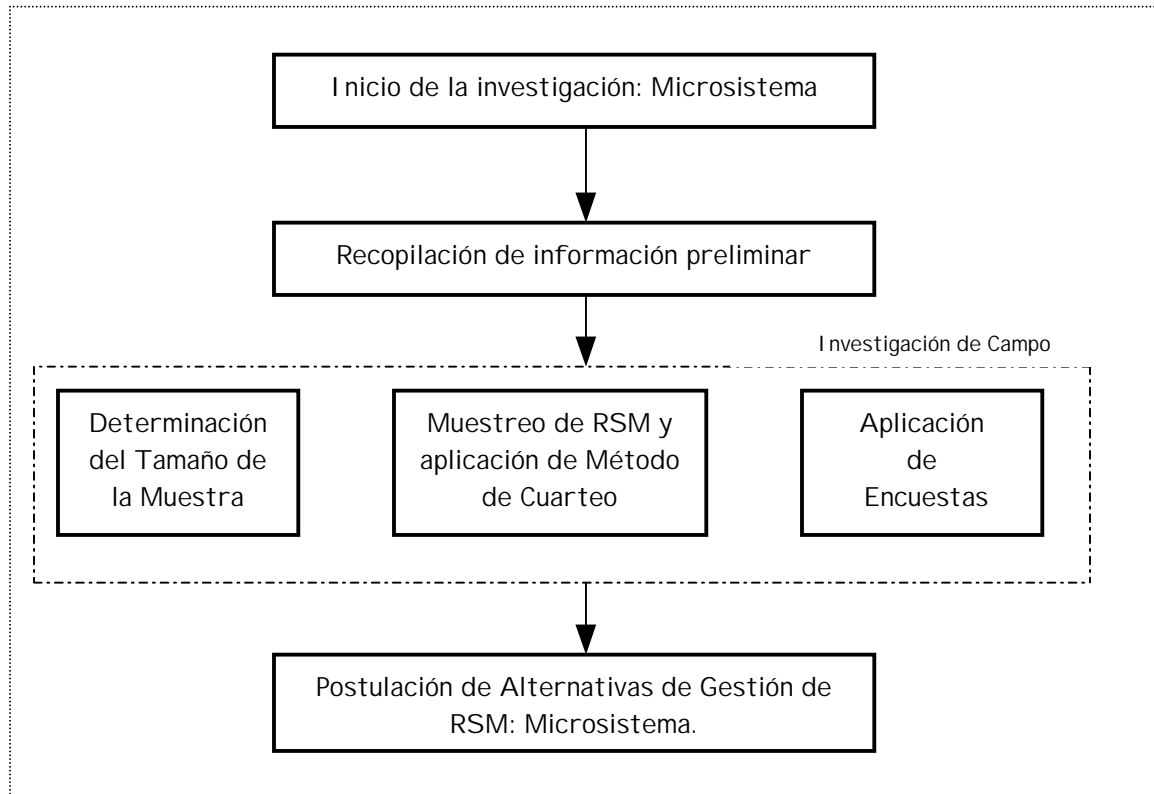 Inicio de la investigación: Microsistema
Recopilación de información preliminar
Investigación de Campo
Determinación
del Tamaño de
la Muestra
Muestreo de RSM y
aplicación de Método
de Cuarteo
Aplicación
de
Encuestas
Postulación de Alternativas de Gestión de
RSM: Microsistema.